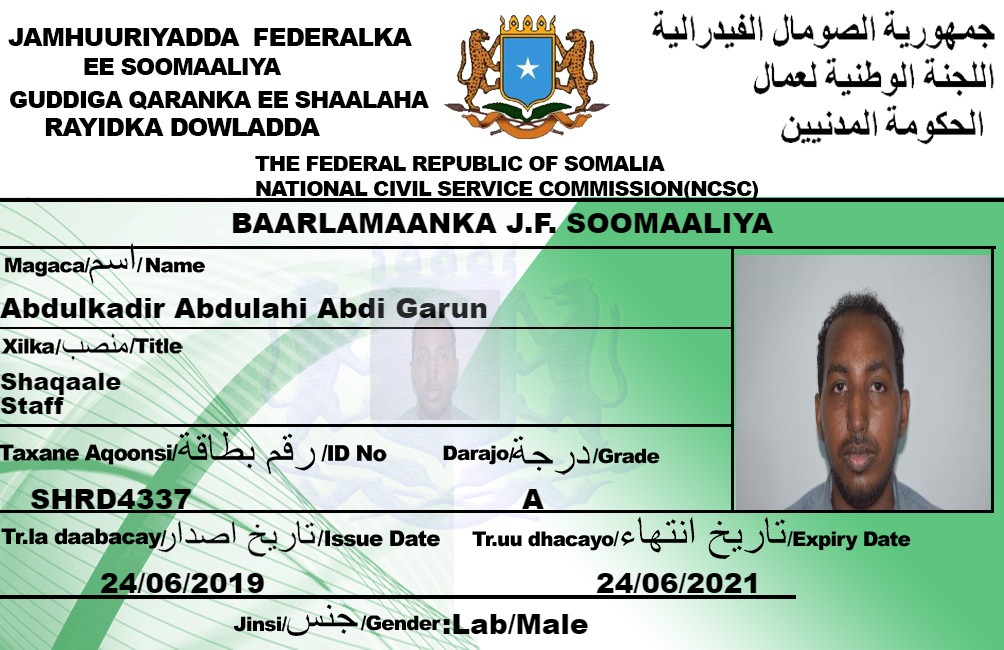 JAMHUURIYADDA FEDERALKA
EE SOOMAALIYA
GUDDIGA QARANKA EE SHAALAHA
RAYIDKA DOWLADDA
جمهورية الصومال الفيدرالية
اللجنة الوطنية لعمال
الحكومة المدنيين
THE FEDERAL REPUBLIC OF SOMALIA
NATIONAL CIVIL SERVICE COMMISSION(NCSC)
BAARLAMAANKA J.F. SOOMAALIYA
Magaca/اسم/Name
Abdulkadir Abdulahi Abdi Garun
Xilka/منصب/Title
Shaqaale
Staff
Taxane Aqoonsi/رقم بطاقة/ID No Darajo/درجة/Grade
SHRD4337 A
Tr.la daabacay/تاريخ اصدار/Issue Date Tr.uu dhacayo/تاريخ انتهاء/Expiry Date
24/06/2019 24/06/2021
Jinsi/جنس/Gender:Lab/Male